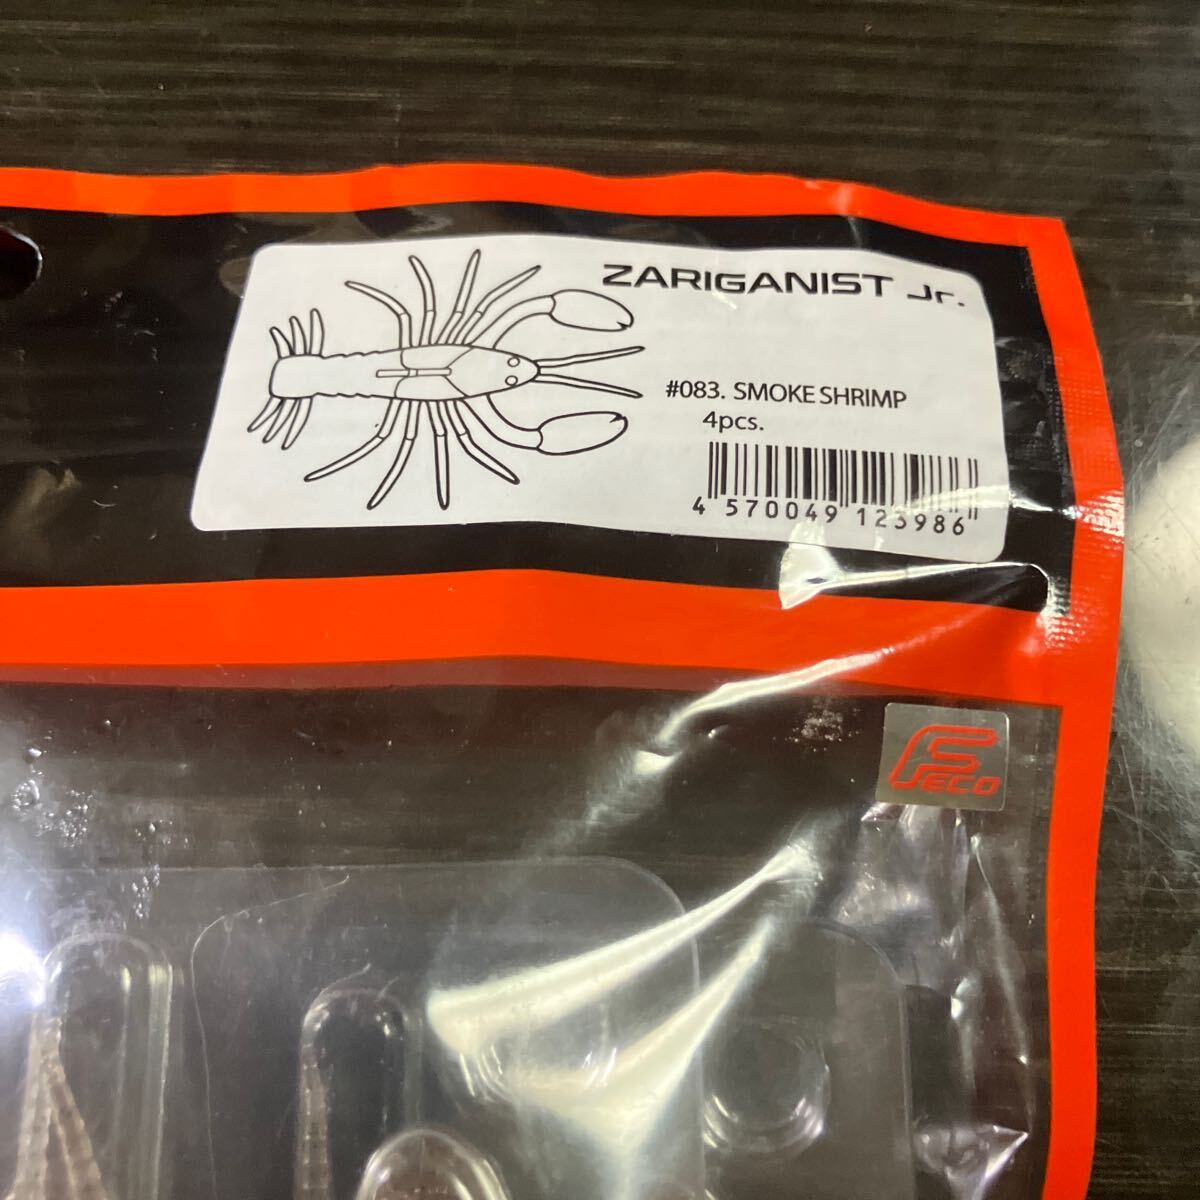 ZARIGANIST Jr.
#083. SMOKE SHRIMP
4pcs.
4 570049 123986
FECO